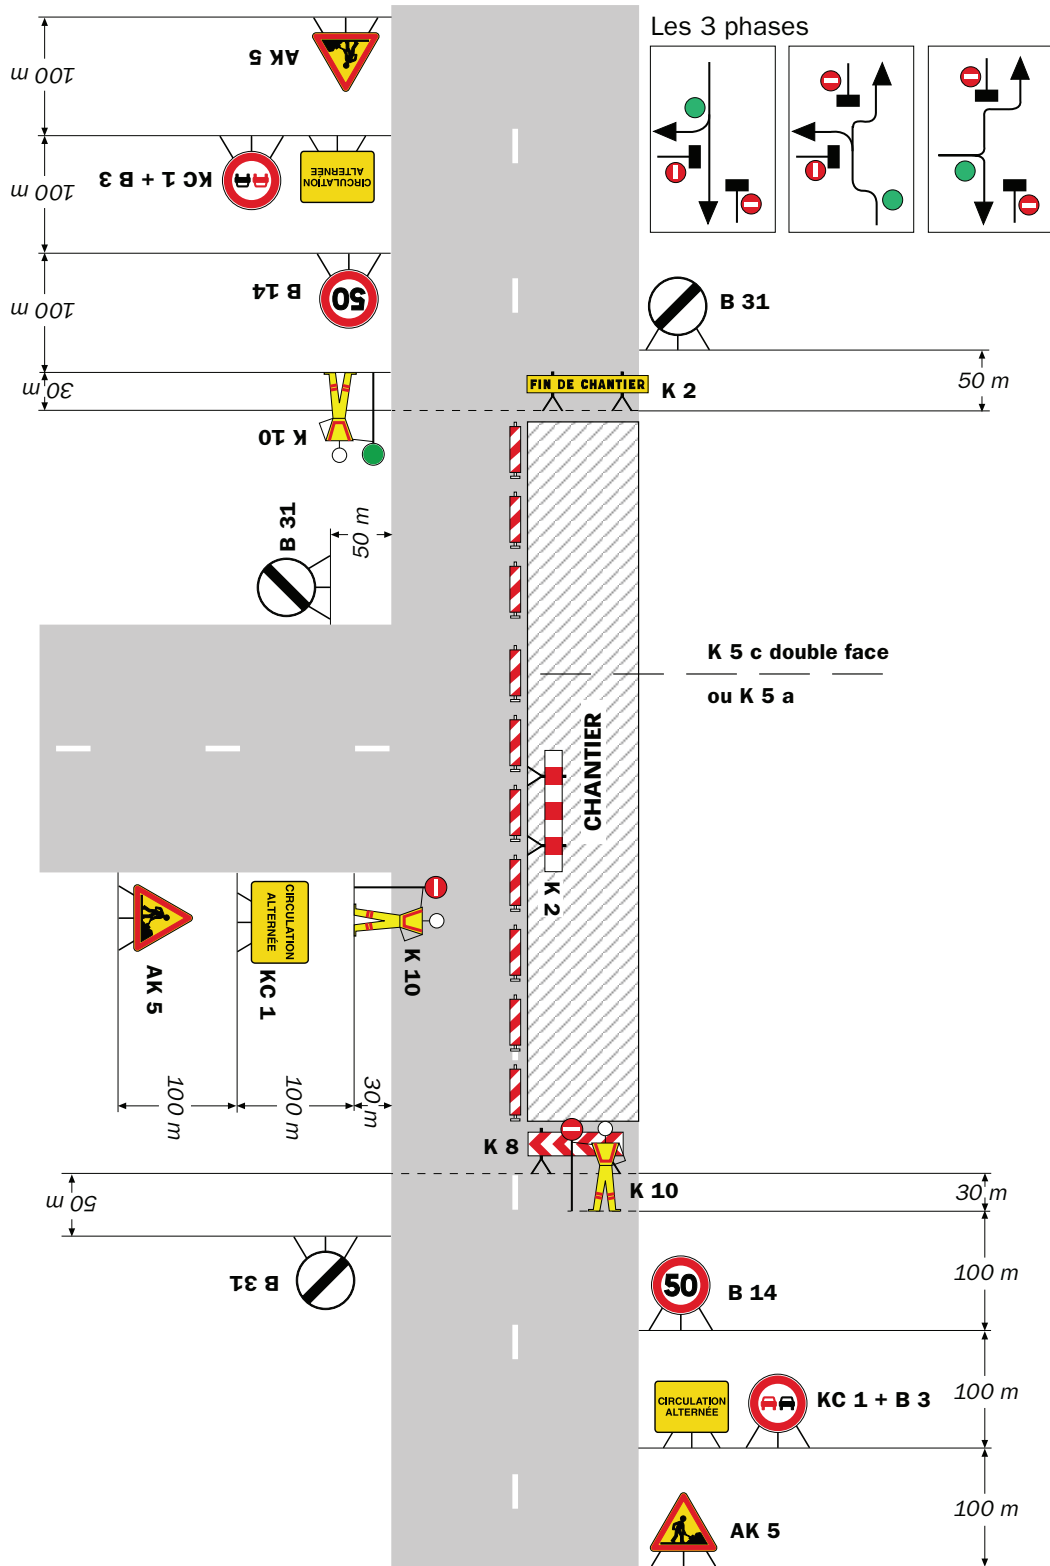 Les 3 phases
100 m
AK 5
100 m
KC 1 + B 3
CIRCULATION
ALTERNÉE
100 m
B 14
50
B 31
30 m
FIN DE CHANTIER
K 2
50 m
K 10
B 31
50 m
K 5 c double face
ou K 5 a
CHANTIER
K 2
AK 5
CIRCULATION
ALTERNÉE
KC 1
K 10
100 m
100 m
30 m
K 8
K 10
30 m
50 m
B 31
50
B 14
100 m
CIRCULATION
ALTERNÉE
KC 1 + B 3
100 m
AK 5
100 m